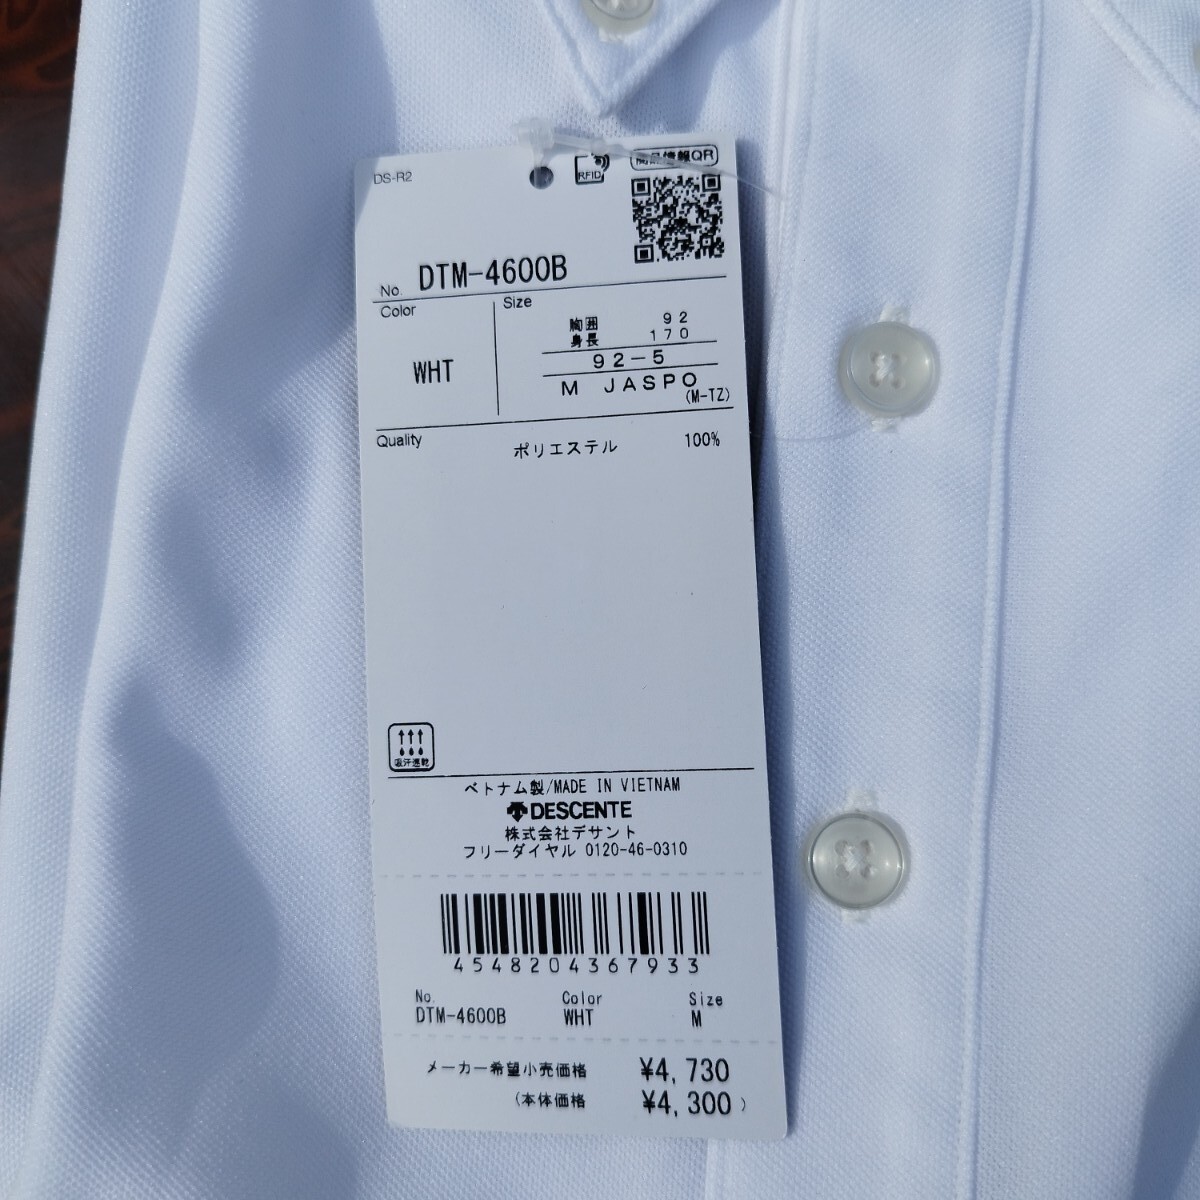 DS-R2
RFID
商品情報QR
No. DTM-4600B
Color
Size
WHT
胸囲 92
身長 170
92-5
M JASPO
(M-TZ)
Quality
ポリエステル 100%
吸汗速乾
ベトナム製/MADE IN VIETNAM
DESCENTE
株式会社デサント
フリーダイヤル 0120-46-0310
4548204367933
No. Color Size
DTM-4600B WHT M
メーカー希望小売価格 ¥4,730
(本体価格 ¥4,300)